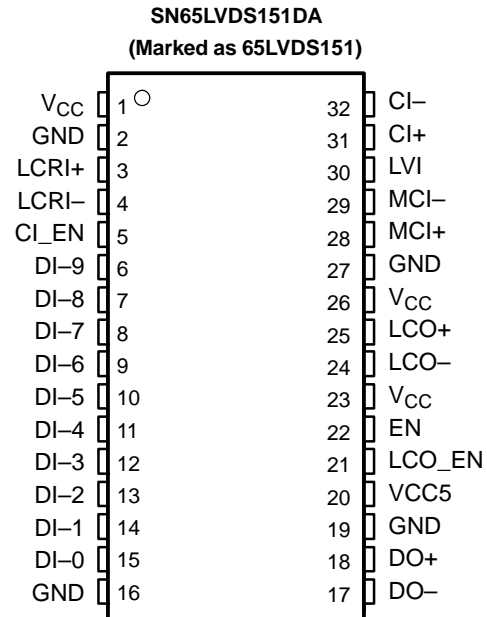 SN65LVDS151DA
(Marked as 65LVDS151)
VCC 1 32 CI–
GND 2 31 CI+
LCRI+ 3 30 LVI
LCRI– 4 29 MCI–
CI_EN 5 28 MCI+
DI–9 6 27 GND
DI–8 7 26 VCC
DI–7 8 25 LCO+
DI–6 9 24 LCO–
DI–5 10 23 VCC
DI–4 11 22 EN
DI–3 12 21 LCO_EN
DI–2 13 20 VCC5
DI–1 14 19 GND
DI–0 15 18 DO+
GND 16 17 DO–